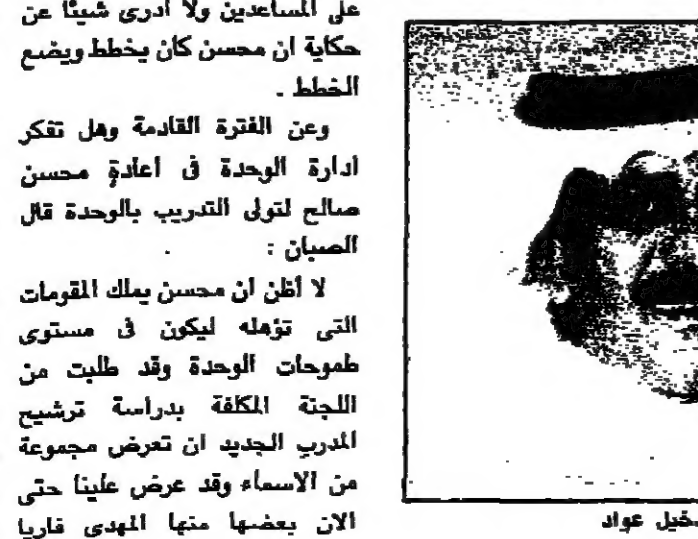 على المساعدين ولا أدرى شيئا عن
حكاية ان محسن كان يخطط ويضع
الخطط .
وعن الفترة القادمة وهل تفكر
ادارة الوحدة فى أعادة محسن
صالح لتولى التدريب بالوحدة قال
الصبان :
لا أظن أن محسن يملك المقومات
التى تؤهله ليكون فى مستوى
طموحات الوحدة وقد طلبت من
اللجنة المكلفة بدراسة ترشيح
المدرب الجديد ان تعرض مجموعة
من الاسماء وقد عرض علينا حتى
الان بعضها منها المهدى فاريا
عواد